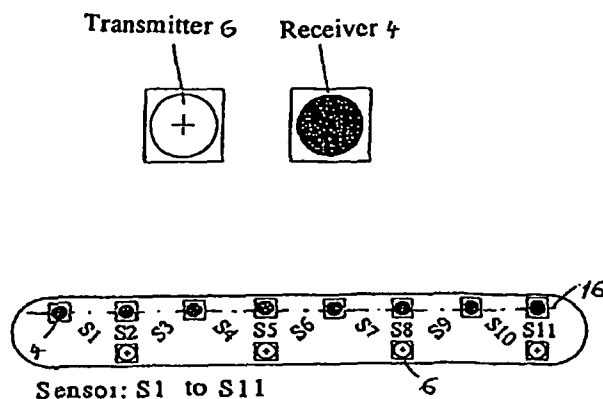 Transmitter 6 Receiver 4
16
S1 S2 S3 S4 S5 S6 S7 S8 S9 S10 S11
4 6
Sensor: S1 to S11